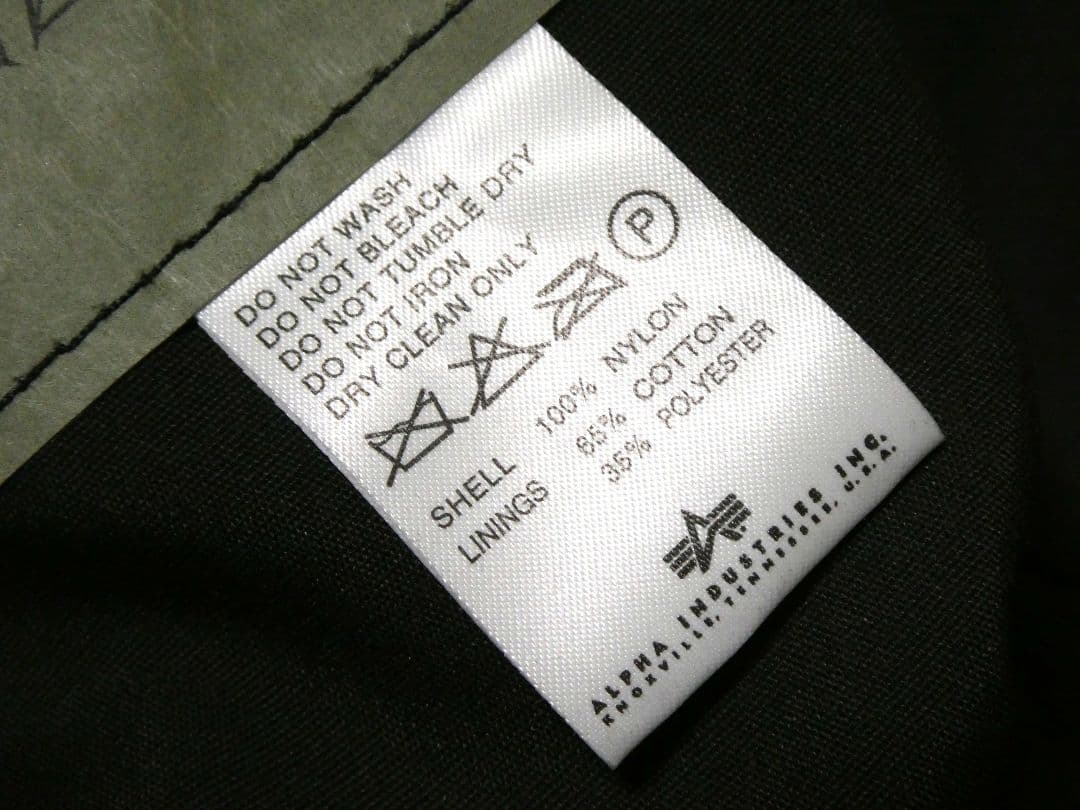 DO NOT WASH
DO NOT BLEACH
DO NOT TUMBLE DRY
DO NOT IRON
DRY CLEAN ONLY
P
SHELL 100% NYLON
LININGS 65% COTTON
35% POLYESTER
ALPHA INDUSTRIES INC.
KNOXVILLE, TENNESSEE, U.S.A.